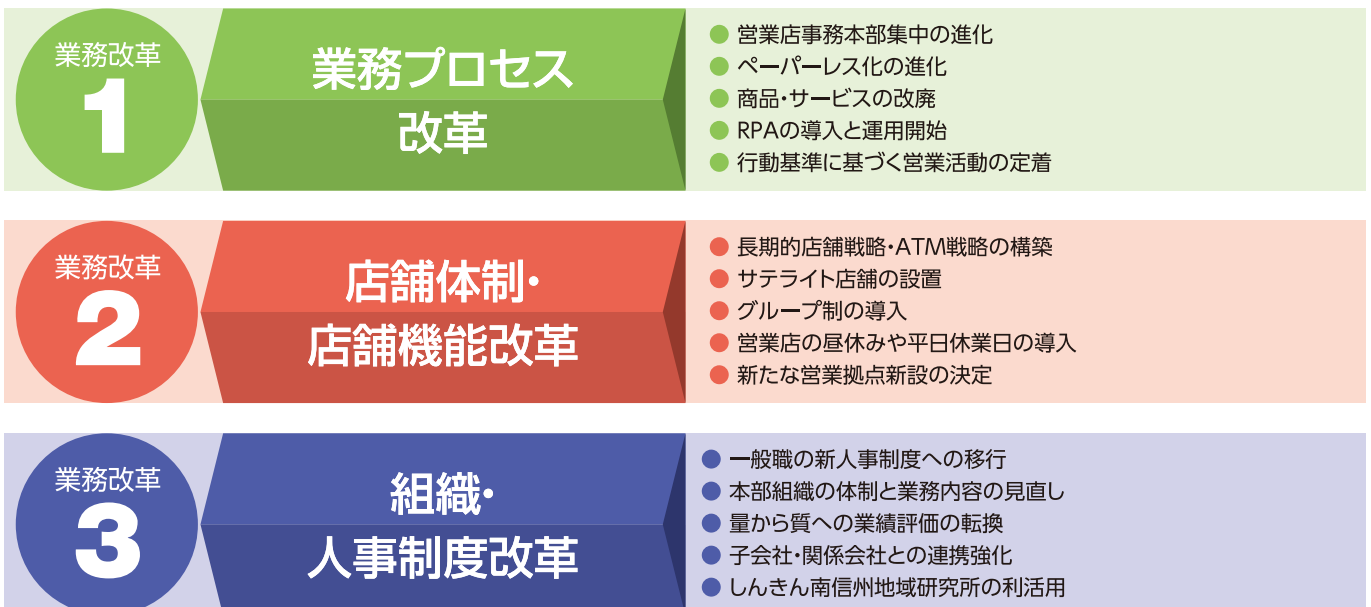 業務改革
1
業務プロセス
改革
● 営業店事務本部集中の進化
● ペーパーレス化の進化
● 商品・サービスの改廃
● RPAの導入と運用開始
● 行動基準に基づく営業活動の定着
業務改革
2
店舗体制・
店舗機能改革
● 長期的店舗戦略・ATM戦略の構築
● サテライト店舗の設置
● グループ制の導入
● 営業店の昼休みや平日休業日の導入
● 新たな営業拠点新設の決定
業務改革
3
組織・
人事制度改革
● 一般職の新人事制度への移行
● 本部組織の体制と業務内容の見直し
● 量から質への業績評価の転換
● 子会社・関係会社との連携強化
● しんきん南信州地域研究所の利活用